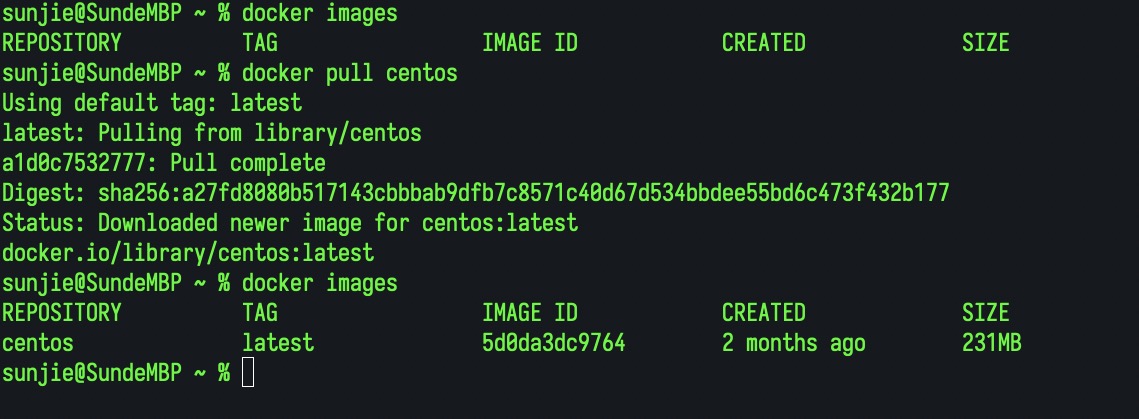 sunjie@SundeMBP ~ % docker images
REPOSITORY          TAG                 IMAGE ID            CREATED             SIZE
sunjie@SundeMBP ~ % docker pull centos
Using default tag: latest
latest: Pulling from library/centos
a1d0c7532777: Pull complete
Digest: sha256:a27fd8080b517143cbbbab9dfb7c8571c40d67d534bbdee55bd6c473f432b177
Status: Downloaded newer image for centos:latest
docker.io/library/centos:latest
sunjie@SundeMBP ~ % docker images
REPOSITORY          TAG                 IMAGE ID            CREATED             SIZE
centos              latest              5d0da3dc9764        2 months ago        231MB
sunjie@SundeMBP ~ %